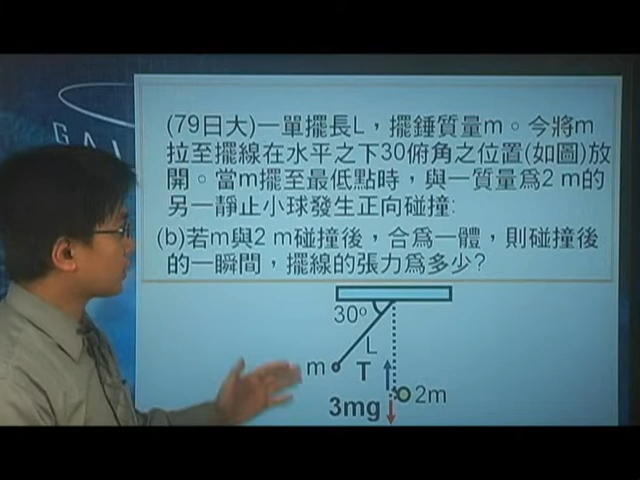 (79日大)一單擺長L，擺錘質量m。今將m
拉至擺線在水平之下30俯角之位置(如圖)放
開。當m擺至最低點時，與一質量為2 m的
另一靜止小球發生正向碰撞:
(b)若m與2 m碰撞後，合為一體，則碰撞後
的一瞬間，擺線的張力為多少?
30º
L
m
T
2m
3mg